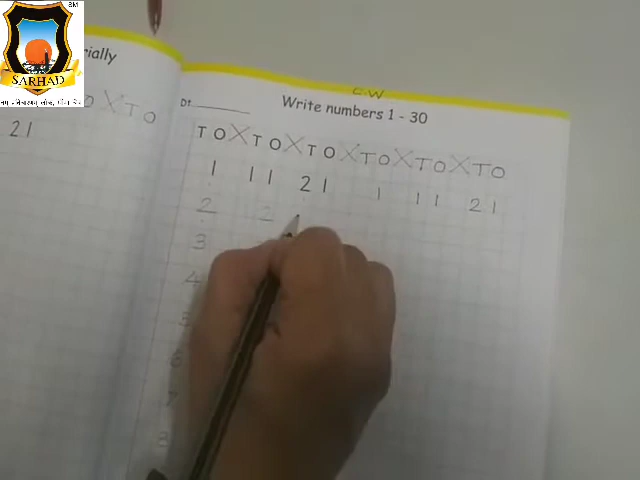 SM
SARHAD
rially
O X T O
21
C.W
Dt
Write numbers 1 - 30
T O X T O X T O X T O X T O X T O
1 11 21 1 11 21
2 2
3
4
5
6
7
8